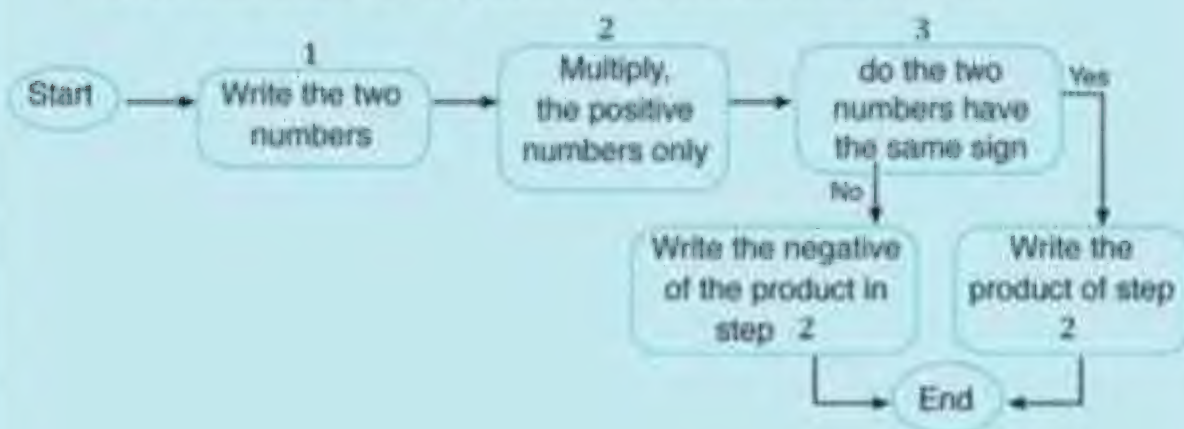 Start
1
Write the two
numbers
2
Multiply,
the positive
numbers only
3
do the two
numbers have
the same sign
Yes
No
Write the negative
of the product in
step 2
Write the
product of step
2
End